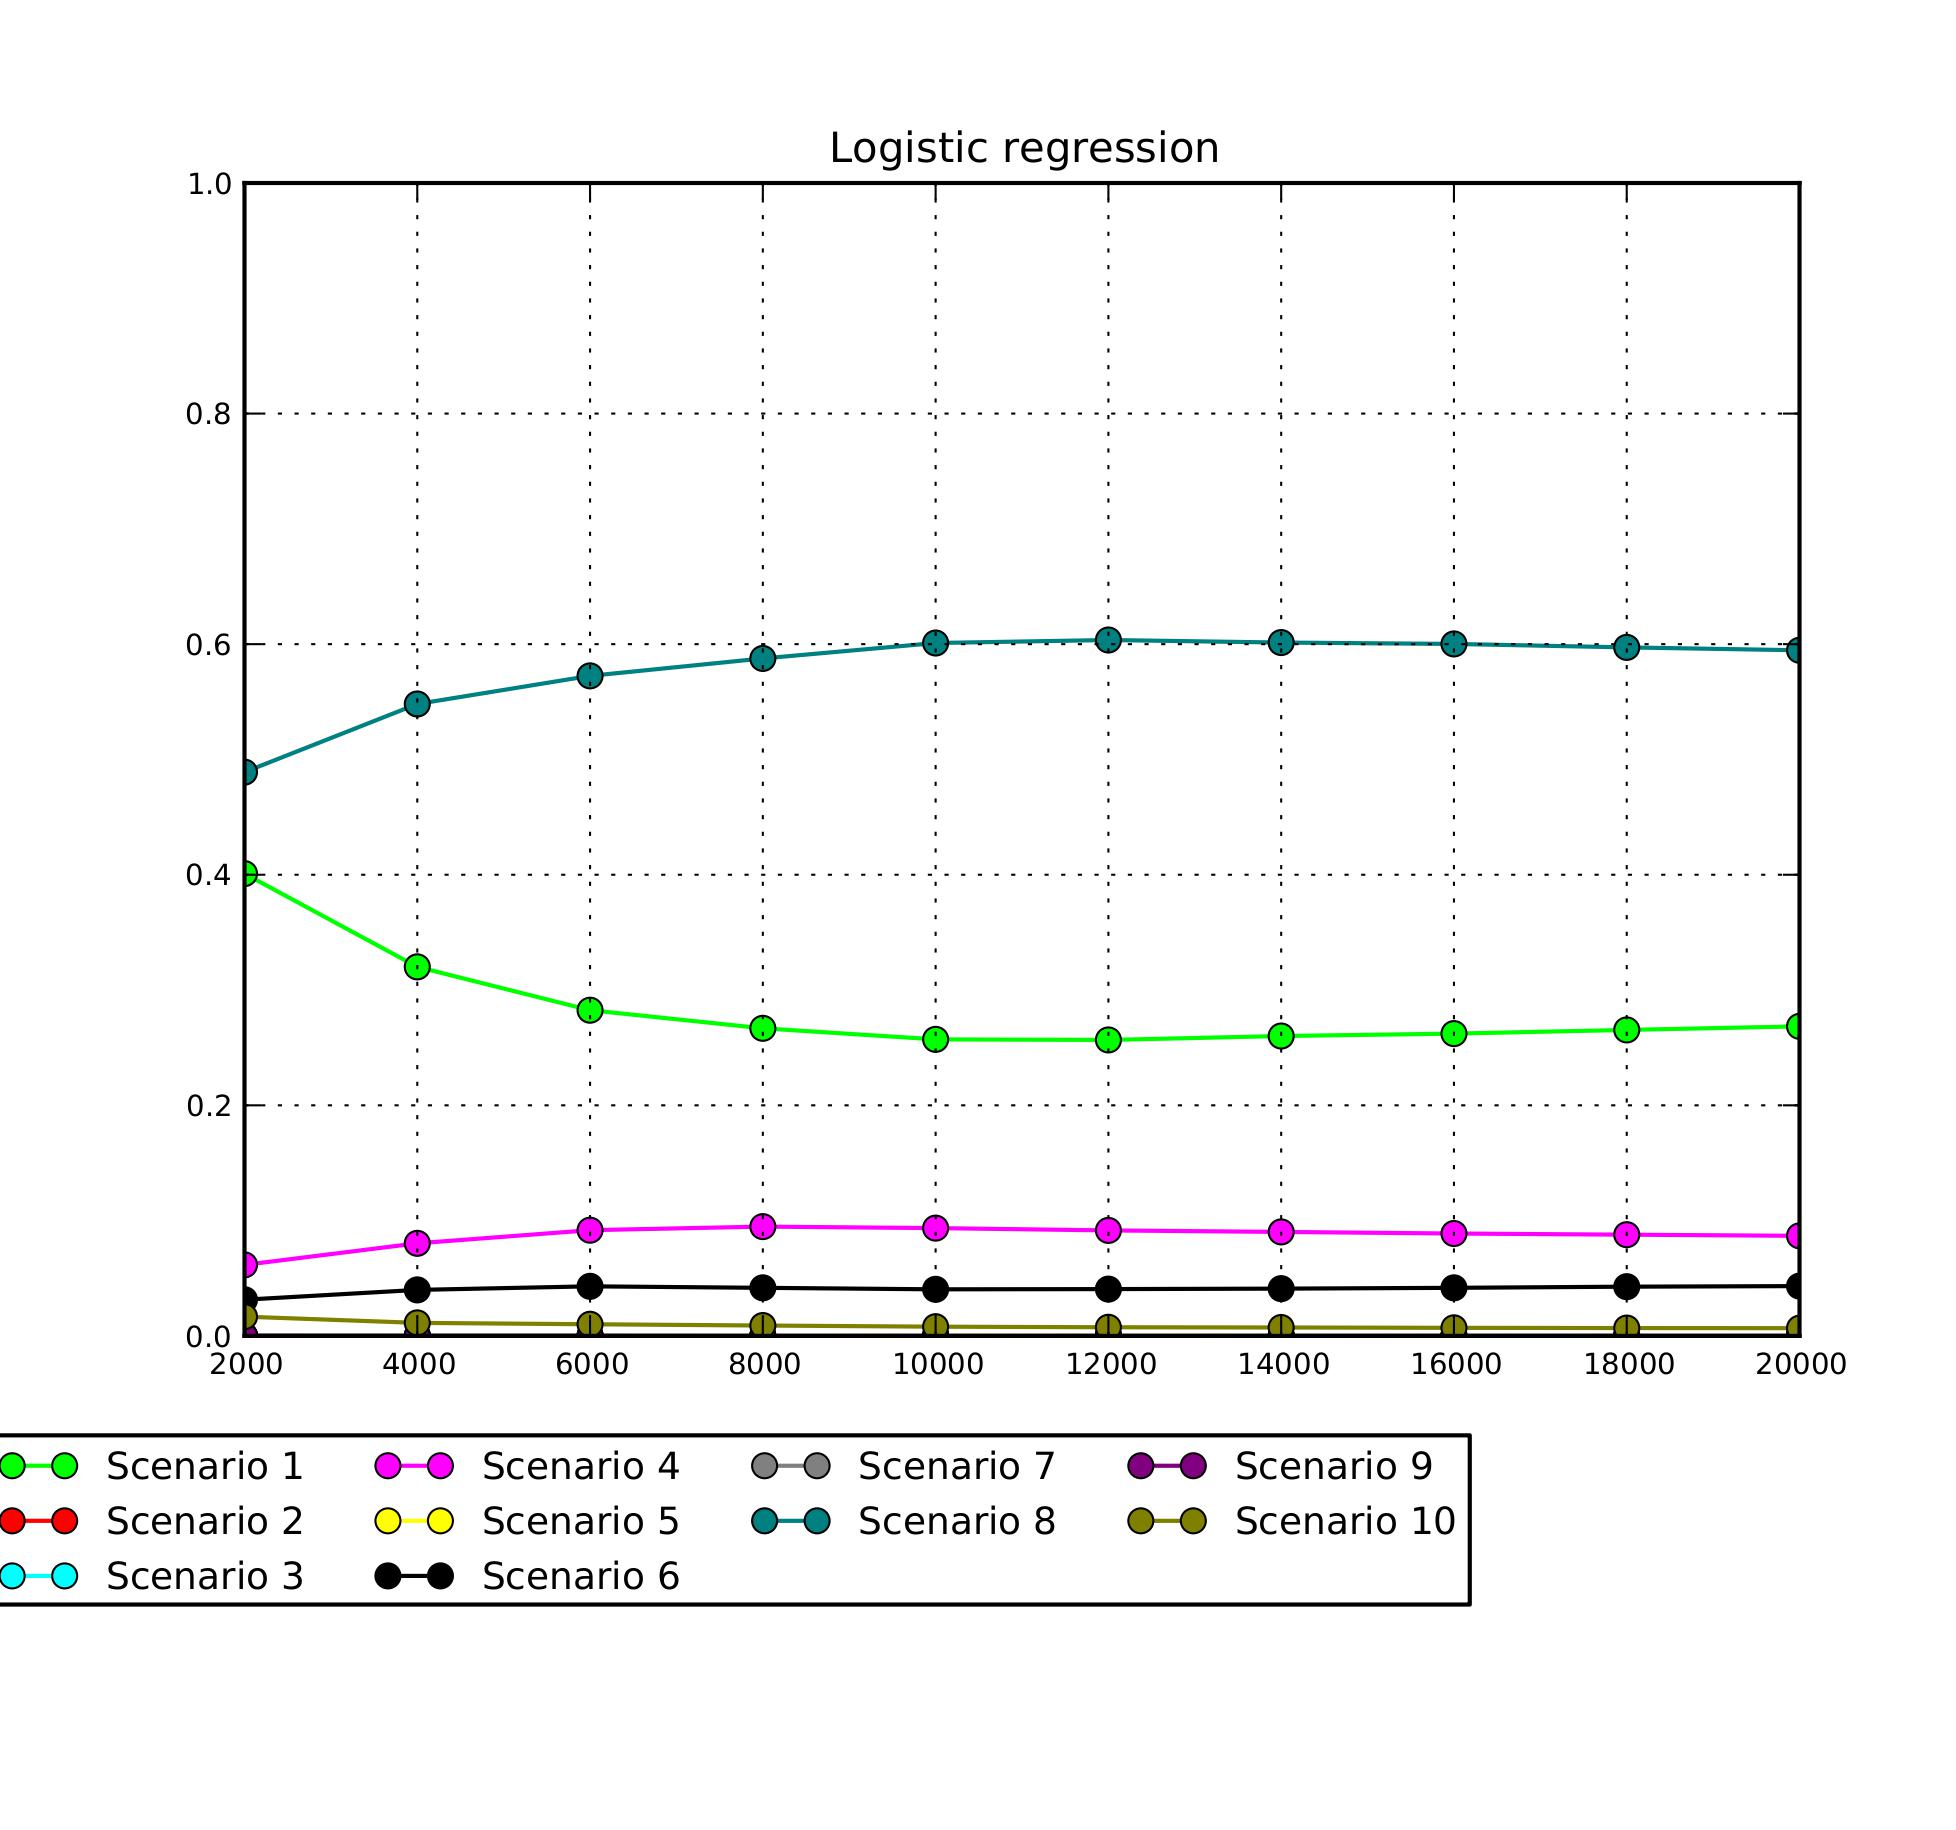 Logistic regression
1.0
0.8
0.6
0.4
0.2
0.0
2000 4000 6000 8000 10000 12000 14000 16000 18000 20000
Scenario 1 Scenario 4 Scenario 7 Scenario 9
Scenario 2 Scenario 5 Scenario 8 Scenario 10
Scenario 3 Scenario 6